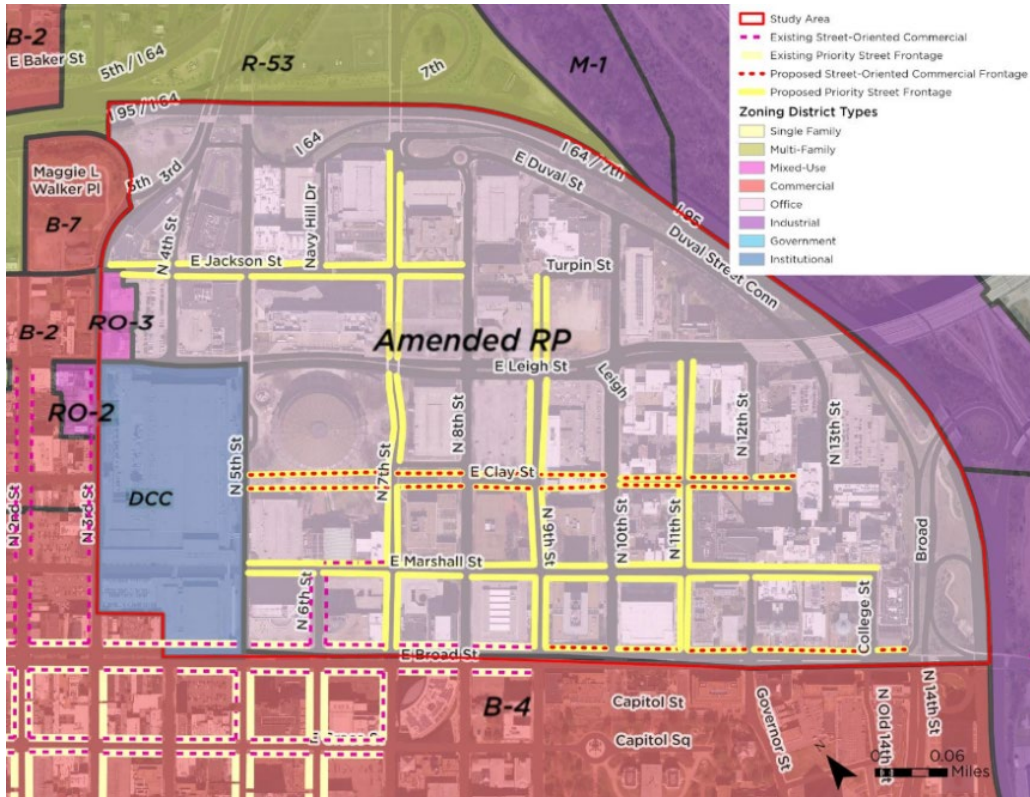 Study Area
Existing Street-Oriented Commercial
Existing Priority Street Frontage
Proposed Street-Oriented Commercial Frontage
Proposed Priority Street Frontage
Zoning District Types
Single Family
Multi-Family
Mixed-Use
Commercial
Office
Industrial
Government
Institutional
B-2
E Baker St
5th / I 64
R-53
7th
M-1
I 95 / I 64
I 64
I 64 / 7th
E Duval St
I 95
Duval Street Conn
Maggie L
Walker Pl
5th
3rd
B-7
N 4th St
E Jackson St
Navy Hill Dr
Turpin St
B-2
RO-3
Amended RP
E Leigh St
Leigh
RO-2
N 2nd St
N 3rd St
DCC
N 5th St
N 7th St
N 8th St
E Clay St
N 9th St
N 10th St
N 11th St
N 12th St
N 13th St
E Marshall St
N 6th St
Broad
College St
E Broad St
B-4
Capitol St
Capitol Sq
Governor St
N Old 14th St
N 14th St
N
0
0.06
Miles